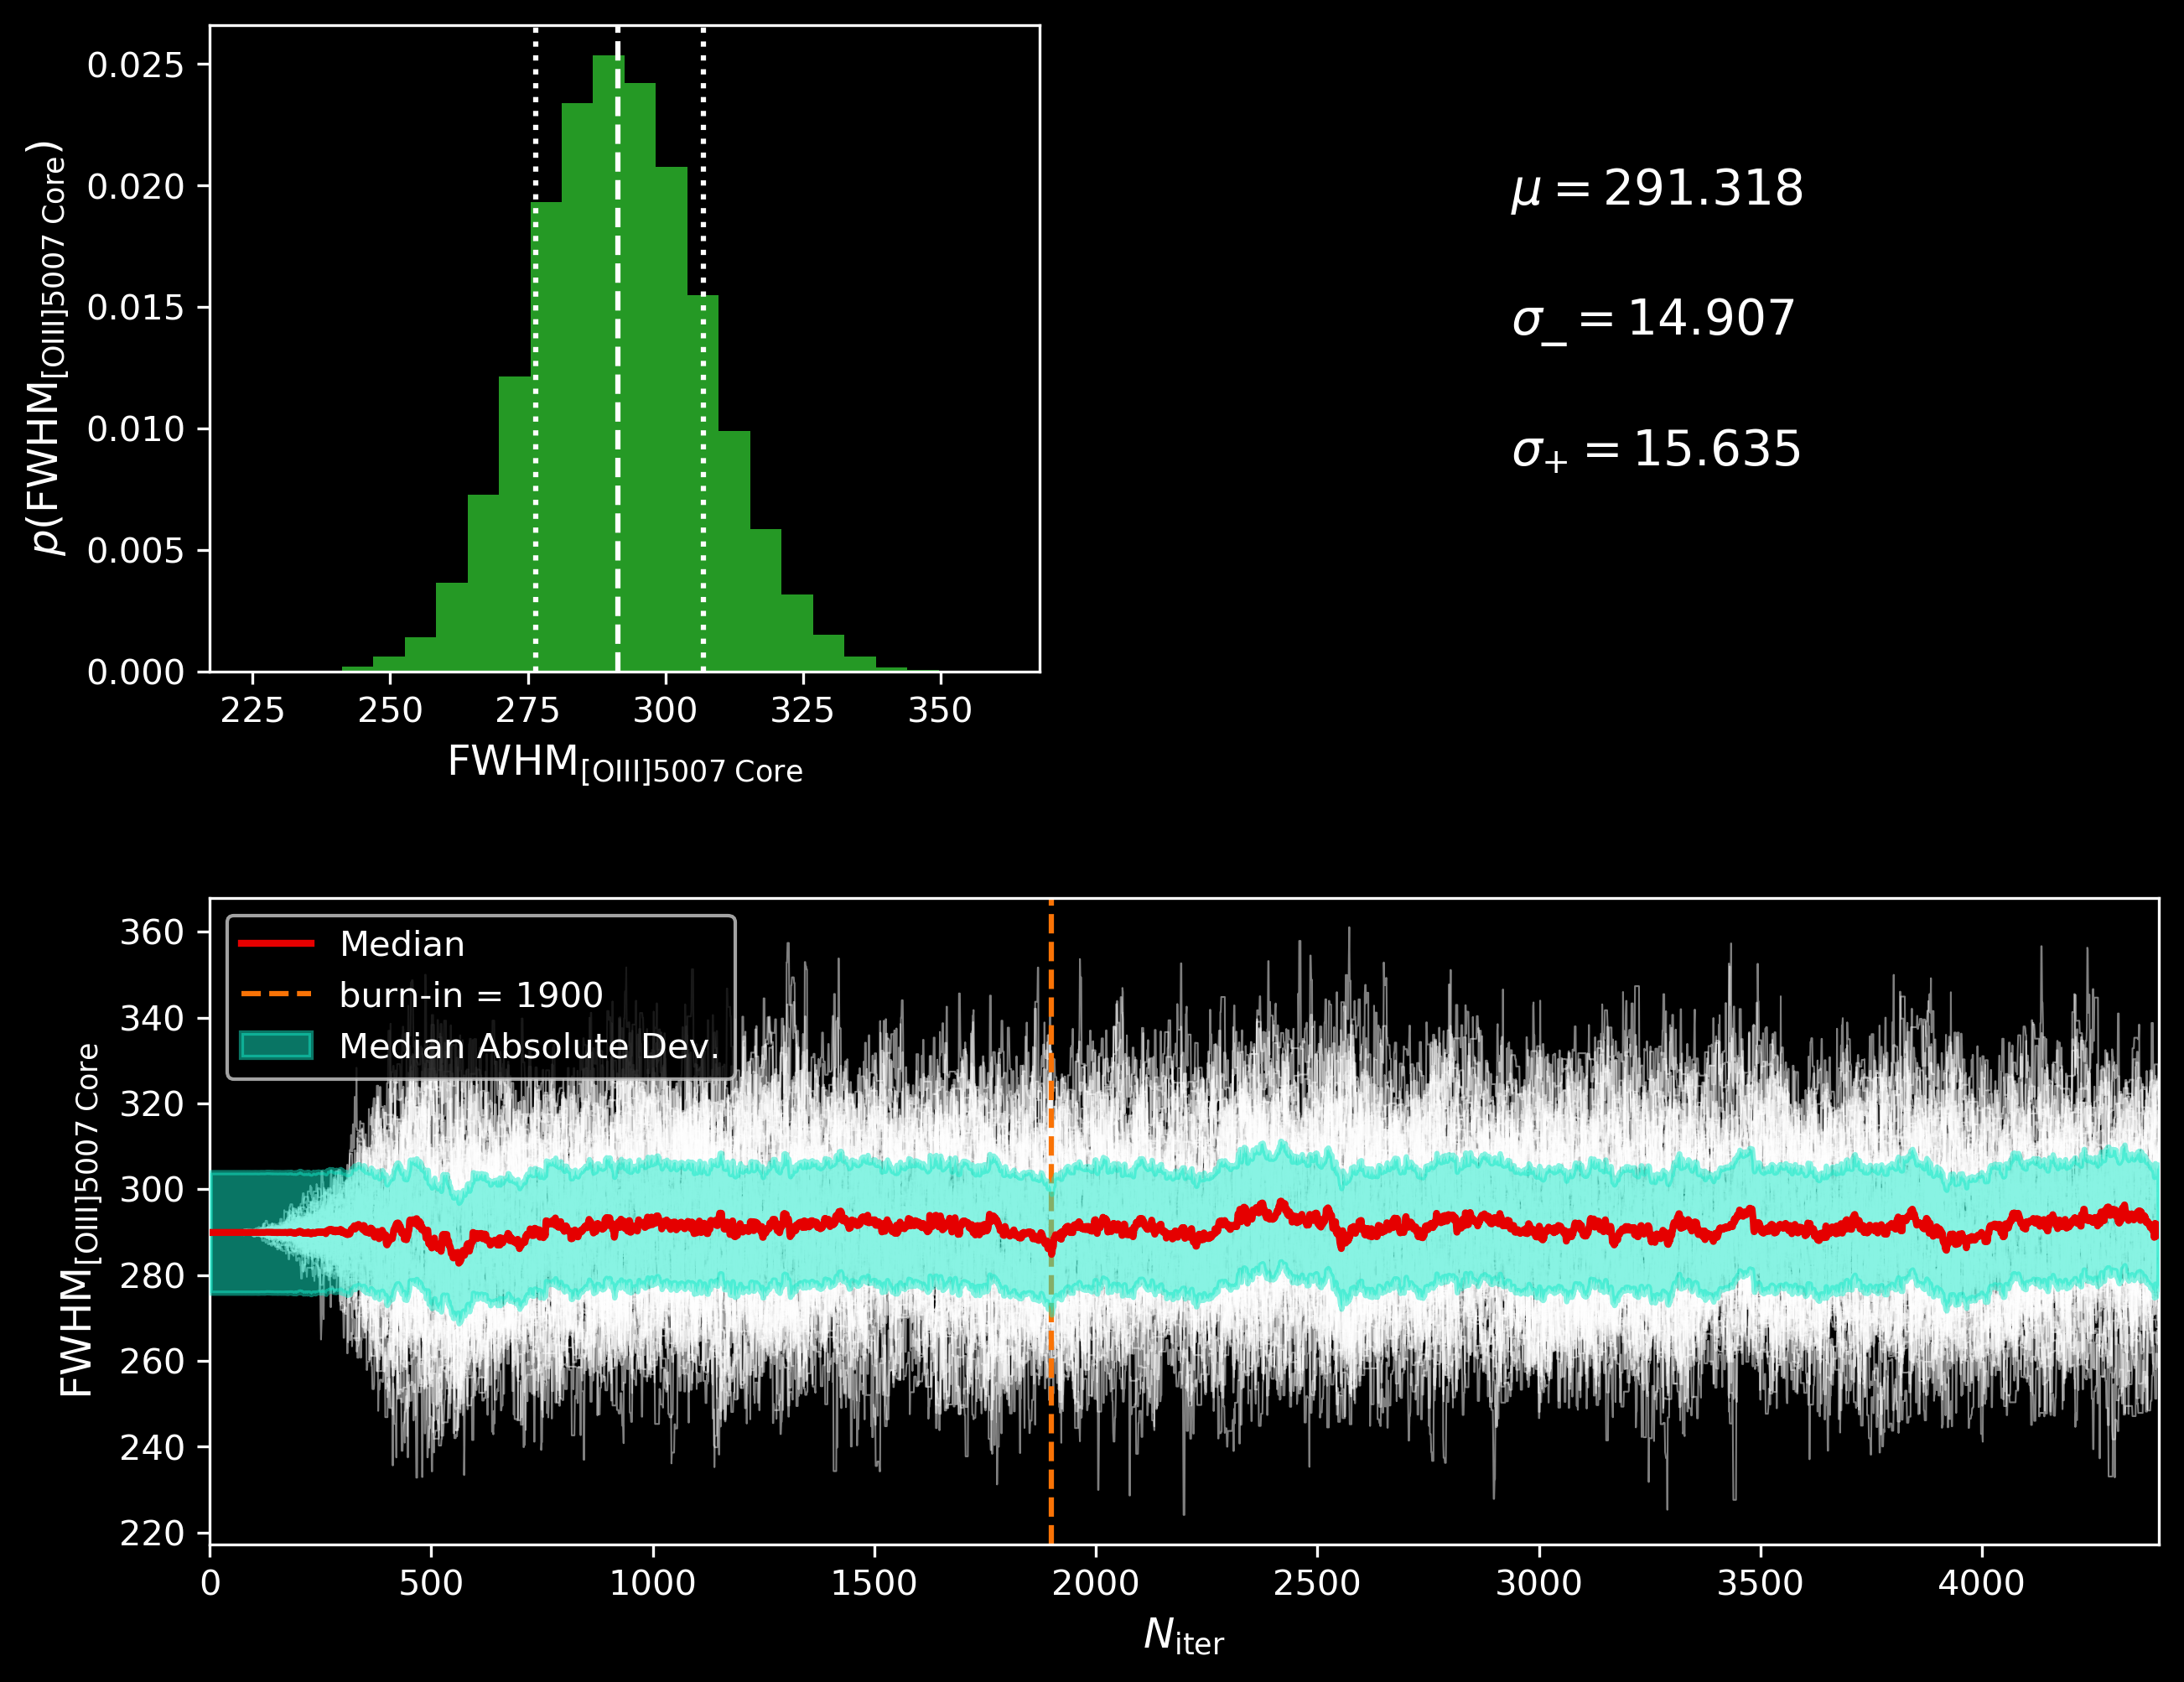 p(FWHM[OIII]5007 Core)
0.025
0.020
0.015
0.010
0.005
0.000
225 250 275 300 325 350
FWHM[OIII]5007 Core
μ = 291.318
σ_ = 14.907
σ+ = 15.635
FWHM[OIII]5007 Core
360
340
320
300
280
260
240
220
Median
burn-in = 1900
Median Absolute Dev.
0 500 1000 1500 2000 2500 3000 3500 4000
Niter